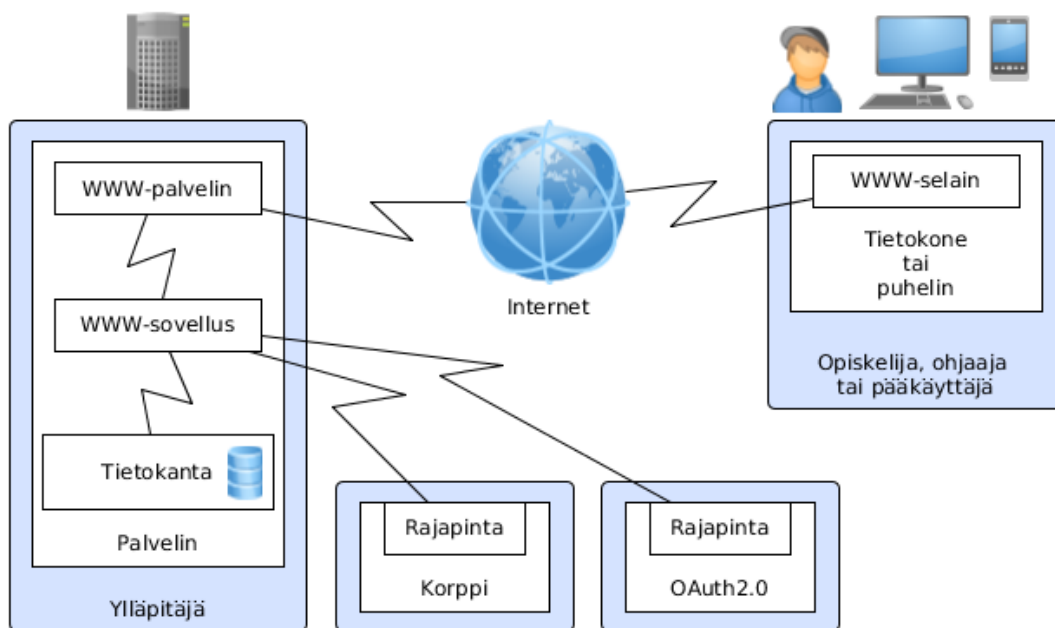 WWW-palvelin
WWW-sovellus
Tietokanta
Palvelin
Ylläpitäjä
Internet
WWW-selain
Tietokone
tai
puhelin
Opiskelija, ohjaaja
tai pääkäyttäjä
Rajapinta
Korppi
Rajapinta
OAuth2.0